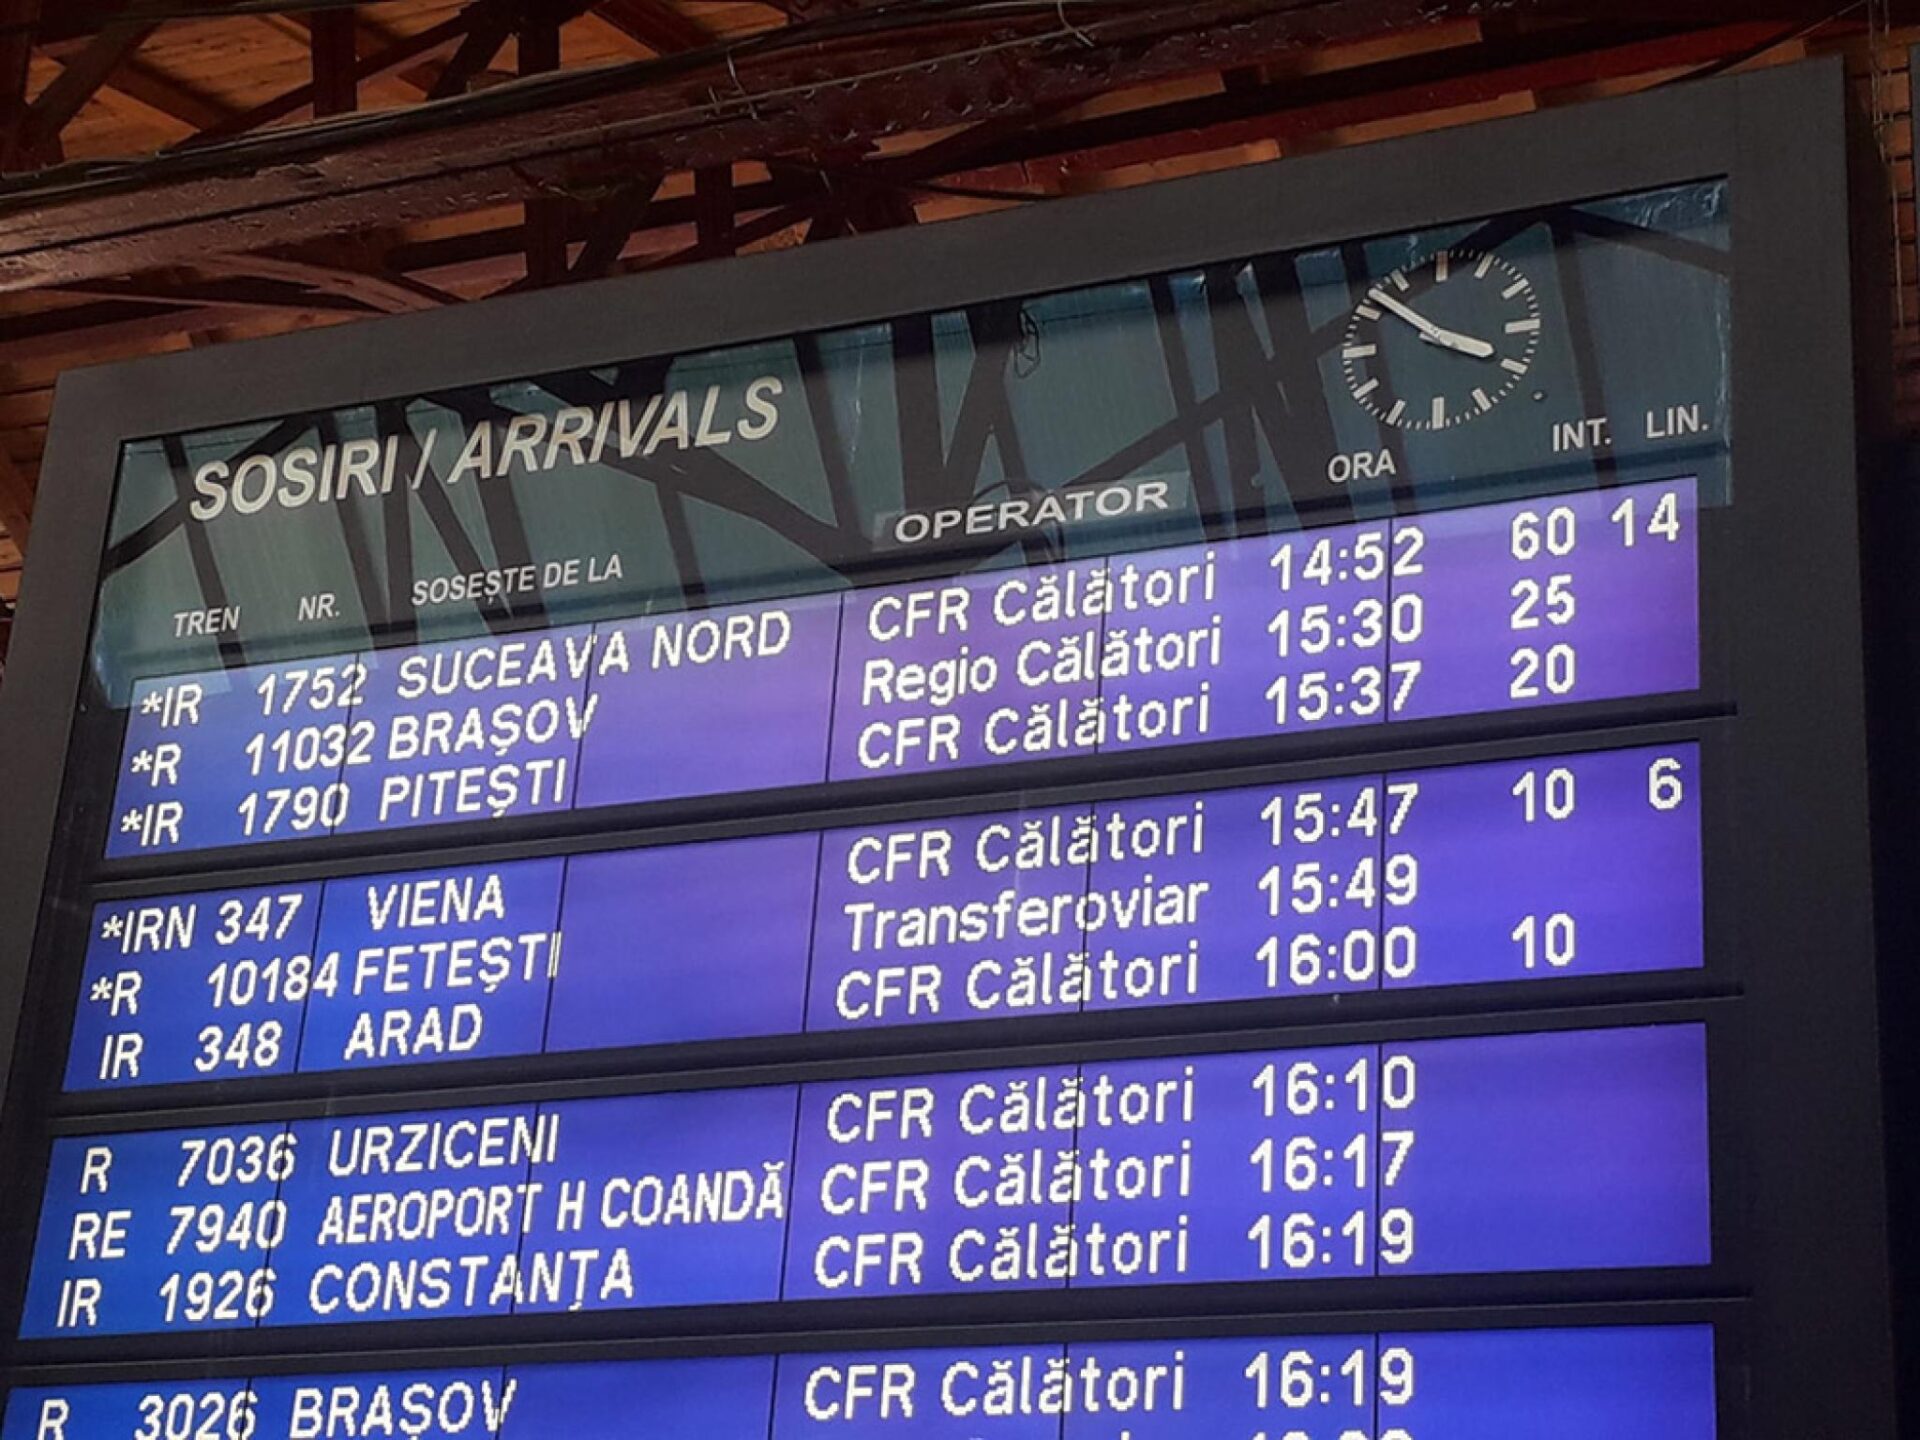 SOSIRI / ARRIVALS
TREN NR. SOSEȘTE DE LA OPERATOR ORA INT. LIN.
*IR 1752 SUCEAVA NORD CFR Călători 14:52 60 14
*R 11032 BRAȘOV Regio Călători 15:30 25
*IR 1790 PITEȘTI CFR Călători 15:37 20
*IRN 347 VIENA CFR Călători 15:47 10 6
*R 10184 FETEȘTI Transferoviar 15:49
IR 348 ARAD CFR Călători 16:00 10
R 7036 URZICENI CFR Călători 16:10
RE 7940 AEROPORT H COANDĂ CFR Călători 16:17
IR 1926 CONSTANȚA CFR Călători 16:19
R 3026 BRAȘOV CFR Călători 16:19